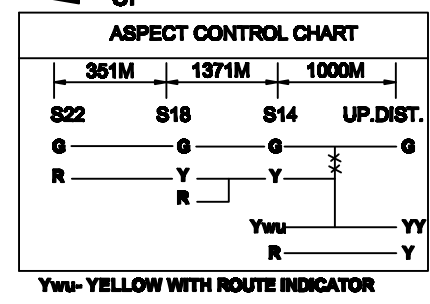 ASPECT CONTROL CHART
351M 1371M 1000M
S22 S18 S14 UP.DIST.
G G G G
R Y Y
R
Ywu YY
R Y
Ywu- YELLOW WITH ROUTE INDICATOR